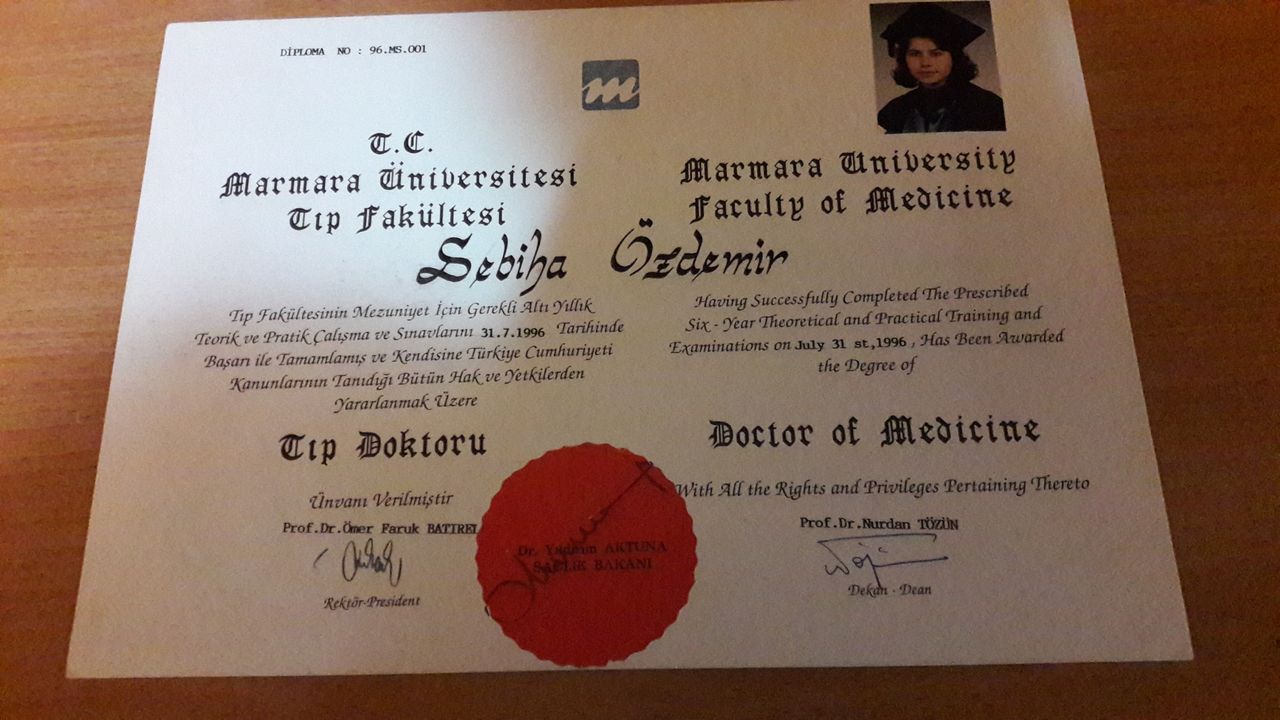 DİPLOMA NO : 96.MS.001
m
T.C.
Marmara Üniversitesi
Tıp Fakültesi
Marmara University
Faculty of Medicine
Sebiha Özdemir
Tıp Fakültesinin Mezuniyet İçin Gerekli Altı Yıllık
Teorik ve Pratik Çalışma ve Sınavlarını 31.7.1996 Tarihinde
Başarı ile Tamamlamış ve Kendisine Türkiye Cumhuriyeti
Kanunlarının Tanıdığı Bütün Hak ve Yetkilerden
Yararlanmak Üzere
Tıp Doktoru
Ünvanı Verilmiştir
Prof.Dr.Ömer Faruk BATIREL
Rektör-President
Having Successfully Completed The Prescribed
Six - Year Theoretical and Practical Training and
Examinations on July 31 st,1996 , Has Been Awarded
the Degree of
Doctor of Medicine
With All the Rights and Privileges Pertaining Thereto
Prof.Dr.Nurdan TÖZÜN
Dekan - Dean
Dr. Yıldırım AKTUNA
SAĞLIK BAKANI